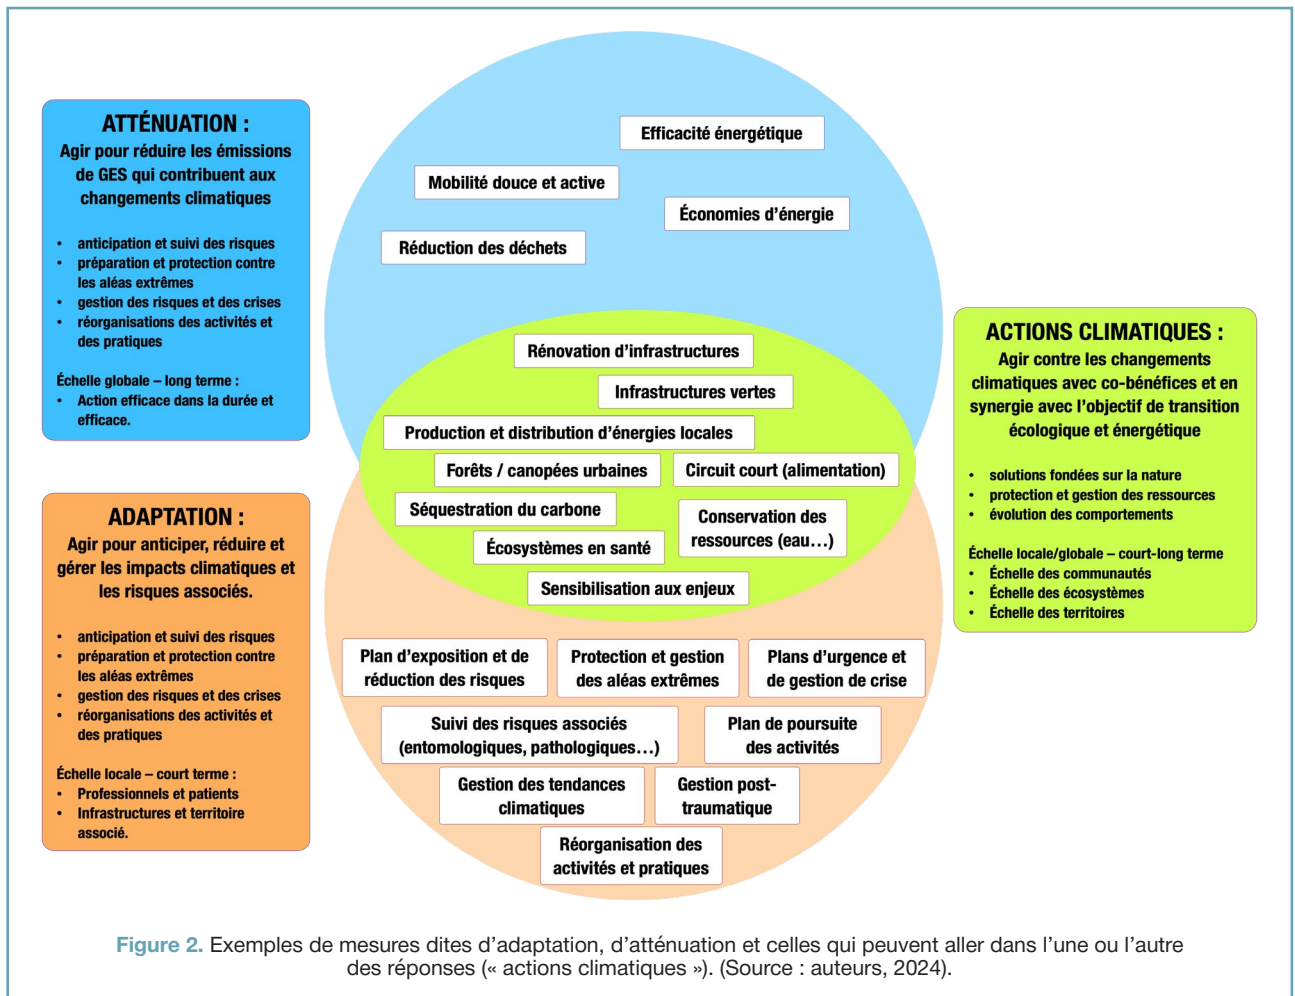 ATTÉNUATION :
Agir pour réduire les émissions
de GES qui contribuent aux
changements climatiques
• anticipation et suivi des risques
• préparation et protection contre
les aléas extrêmes
• gestion des risques et des crises
• réorganisations des activités et
des pratiques
Échelle globale – long terme :
• Action efficace dans la durée et
efficace.
ADAPTATION :
Agir pour anticiper, réduire et
gérer les impacts climatiques et
les risques associés.
• anticipation et suivi des risques
• préparation et protection contre
les aléas extrêmes
• gestion des risques et des crises
• réorganisations des activités et
des pratiques
Échelle locale – court terme :
• Professionnels et patients
• Infrastructures et territoire
associé.
Efficacité énergétique
Mobilité douce et active
Économies d’énergie
Réduction des déchets
Rénovation d’infrastructures
Infrastructures vertes
Production et distribution d’énergies locales
Forêts / canopées urbaines
Circuit court (alimentation)
Séquestration du carbone
Conservation des
ressources (eau…)
Écosystèmes en santé
Sensibilisation aux enjeux
Plan d’exposition et de
réduction des risques
Protection et gestion
des aléas extrêmes
Plans d’urgence et
de gestion de crise
Suivi des risques associés
(entomologiques, pathologiques…)
Plan de poursuite
des activités
Gestion des tendances
climatiques
Gestion post-
traumatique
Réorganisation des
activités et pratiques
ACTIONS CLIMATIQUES :
Agir contre les changements
climatiques avec co-bénéfices et en
synergie avec l’objectif de transition
écologique et énergétique
• solutions fondées sur la nature
• protection et gestion des ressources
• évolution des comportements
Échelle locale/globale – court-long terme
• Échelle des communautés
• Échelle des écosystèmes
• Échelle des territoires
Figure 2. Exemples de mesures dites d’adaptation, d’atténuation et celles qui peuvent aller dans l’une ou l’autre
des réponses (« actions climatiques »). (Source : auteurs, 2024).